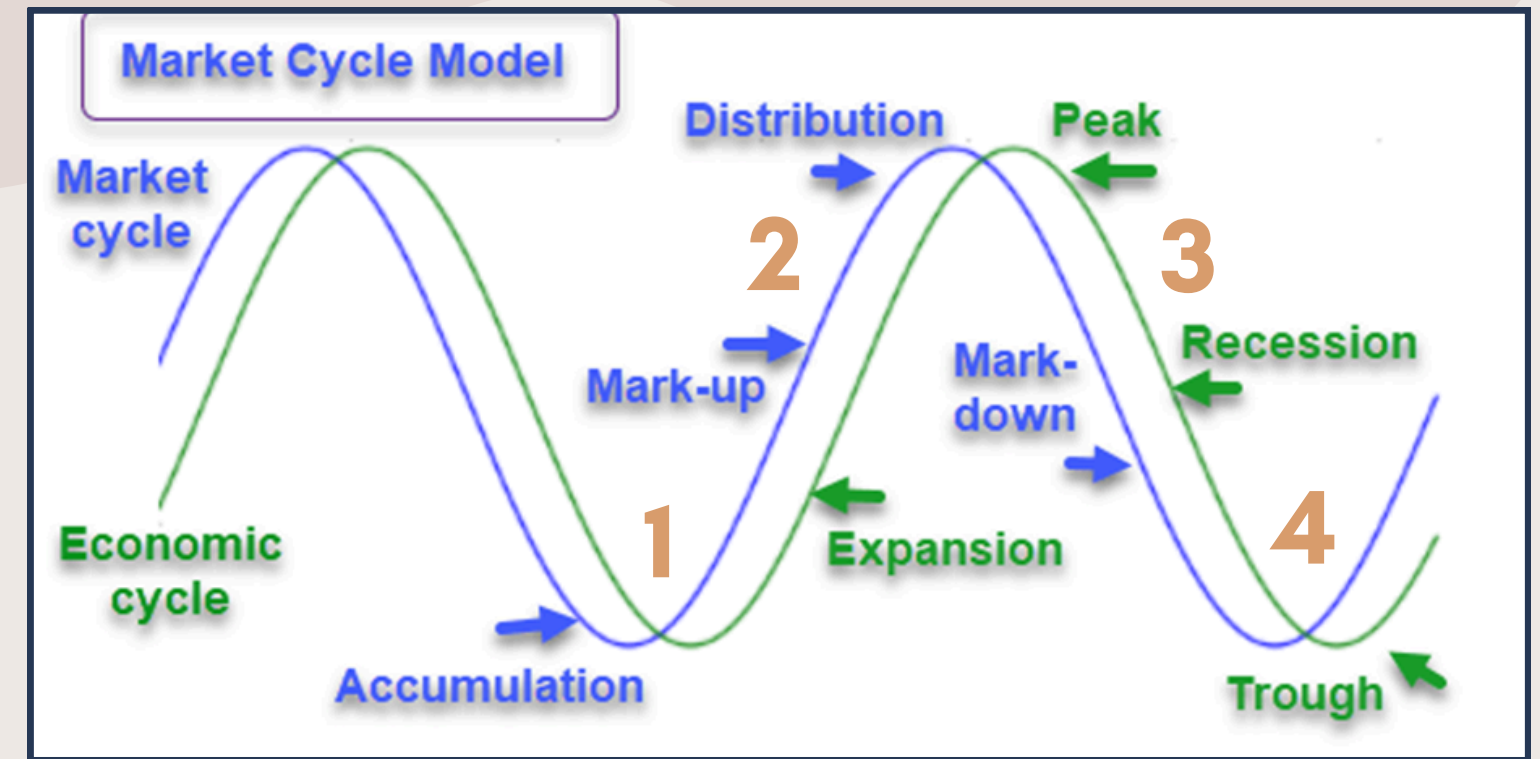 Market Cycle Model
Distribution
Peak
Market
cycle
2
3
Mark-up
Mark-
down
Recession
Economic
cycle
1
Expansion
4
Accumulation
Trough